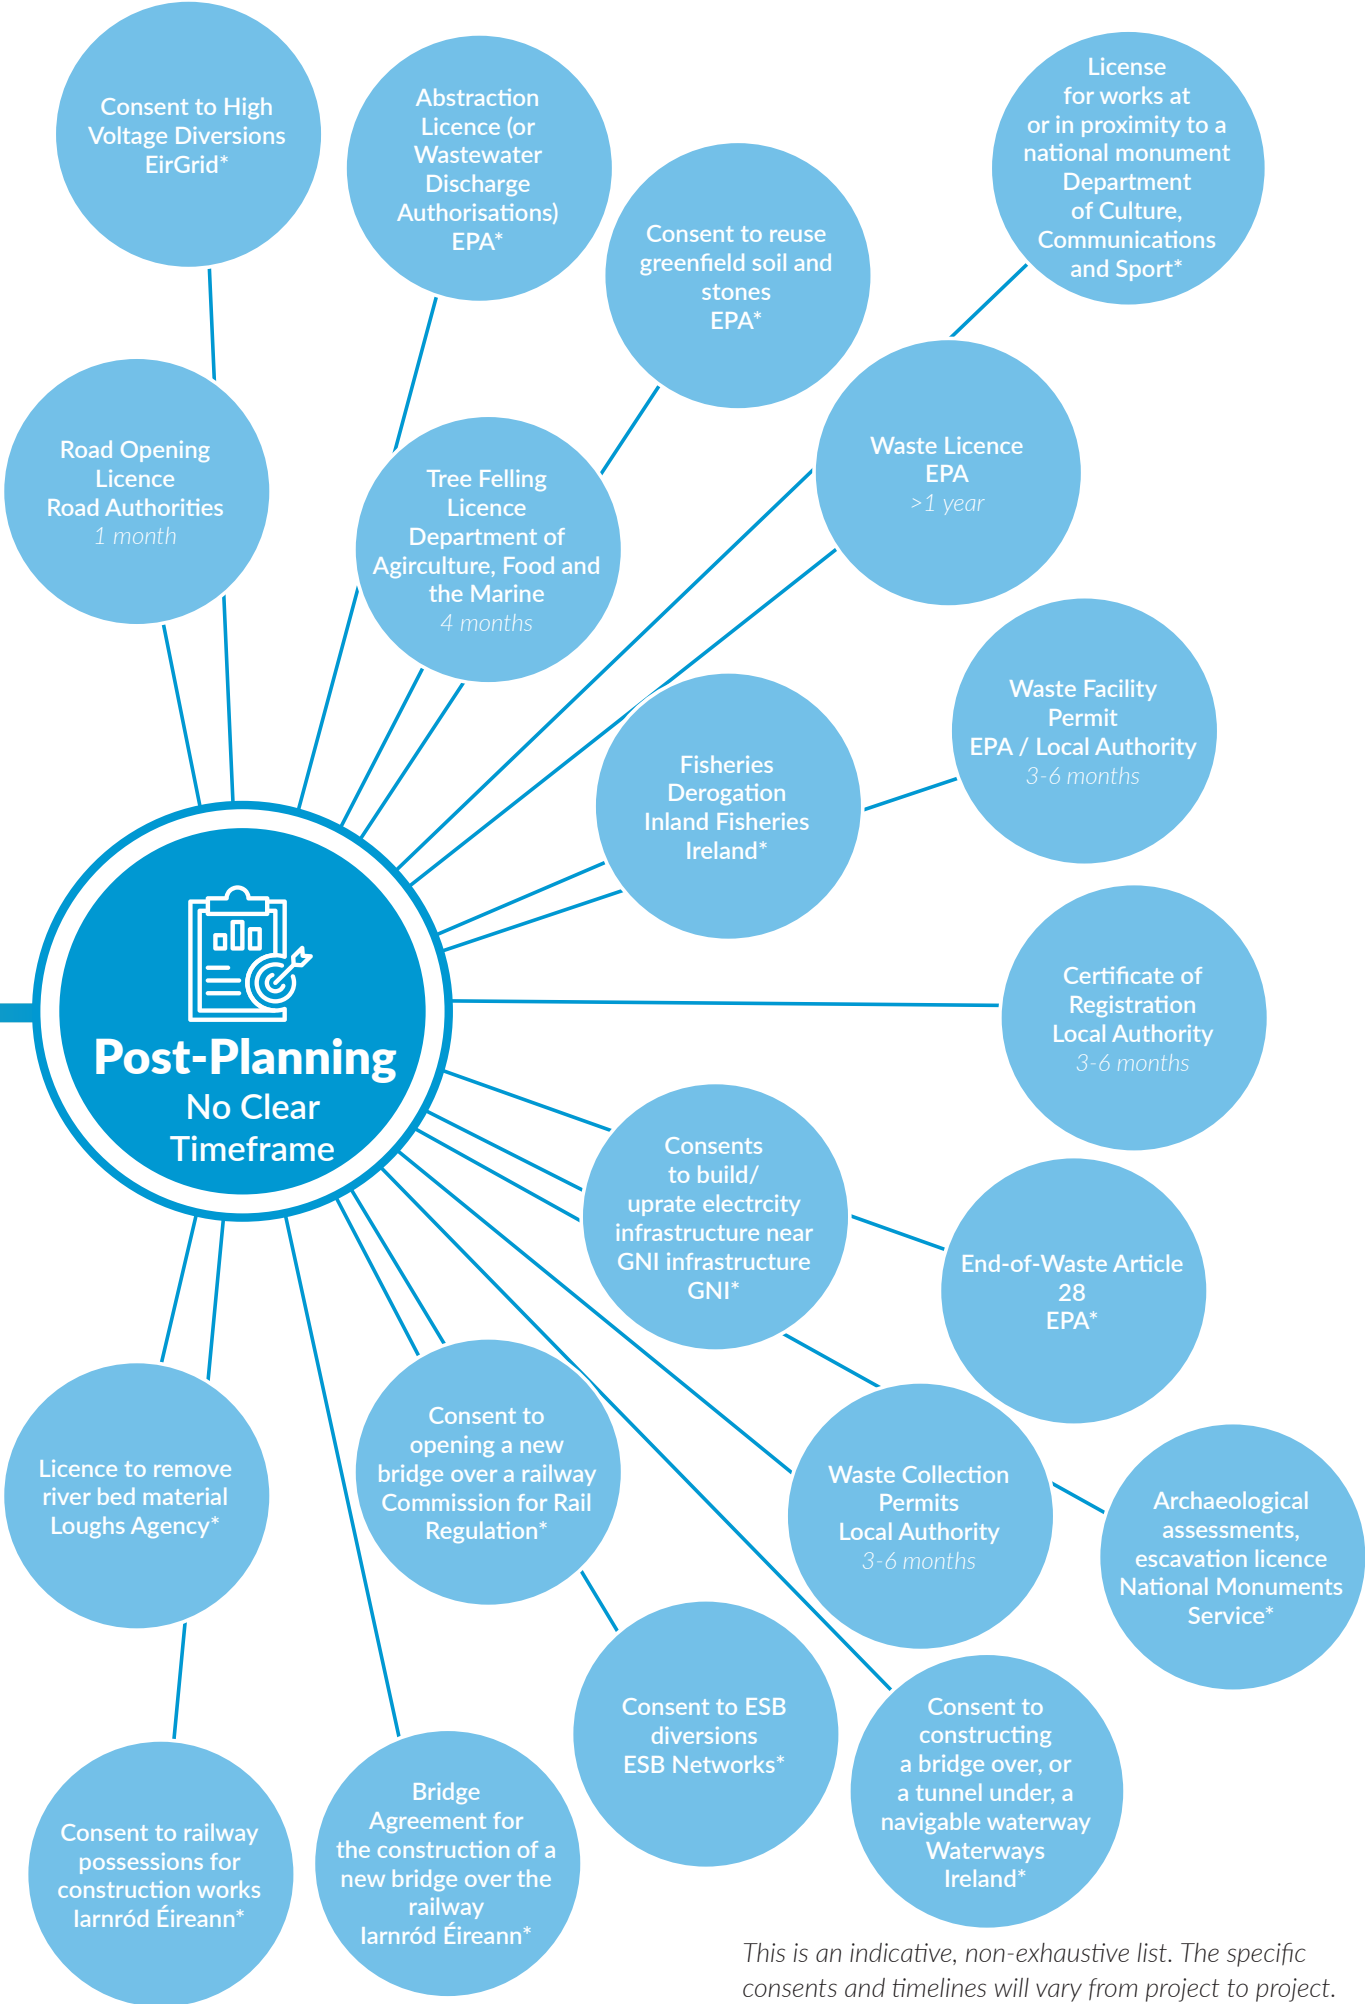 Consent to High
Voltage Diversions
EirGrid*
Abstraction
Licence (or
Wastewater
Discharge
Authorisations)
EPA*
Consent to reuse
greenfield soil and
stones
EPA*
License
for works at
or in proximity to a
national monument
Department
of Culture,
Communications
and Sport*
Road Opening
Licence
Road Authorities
1 month
Tree Felling
Licence
Department of
Agirculture, Food and
the Marine
4 months
Waste Licence
EPA
>1 year
Fisheries
Derogation
Inland Fisheries
Ireland*
Waste Facility
Permit
EPA / Local Authority
3-6 months
Certificate of
Registration
Local Authority
3-6 months
Post-Planning
No Clear
Timeframe
Consents
to build/
uprate electrcity
infrastructure near
GNI infrastructure
GNI*
End-of-Waste Article
28
EPA*
Licence to remove
river bed material
Loughs Agency*
Consent to
opening a new
bridge over a railway
Commission for Rail
Regulation*
Waste Collection
Permits
Local Authority
3-6 months
Archaeological
assessments,
escavation licence
National Monuments
Service*
Consent to railway
possessions for
construction works
Iarnród Éireann*
Bridge
Agreement for
the construction of a
new bridge over the
railway
Iarnród Éireann*
Consent to ESB
diversions
ESB Networks*
Consent to
constructing
a bridge over, or
a tunnel under, a
navigable waterway
Waterways
Ireland*
This is an indicative, non-exhaustive list. The specific
consents and timelines will vary from project to project.